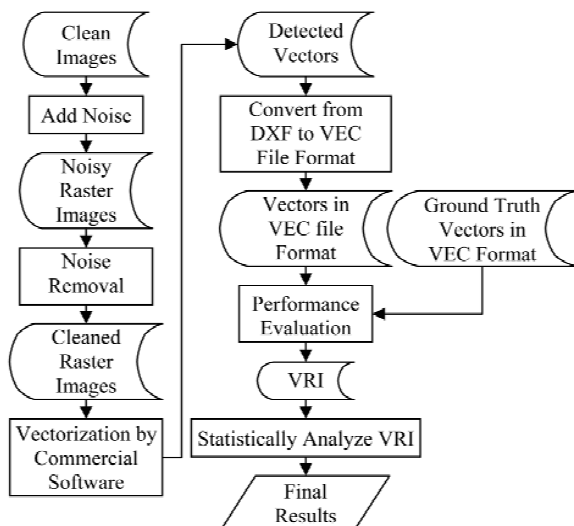 Clean
Images
Add Noise
Noisy
Raster
Images
Noise
Removal
Cleaned
Raster
Images
Vectorization by
Commercial
Software
Detected
Vectors
Convert from
DXF to VEC
File Format
Vectors in
VEC file
Format
Ground Truth
Vectors in
VEC Format
Performance
Evaluation
VRI
Statistically Analyze VRI
Final
Results